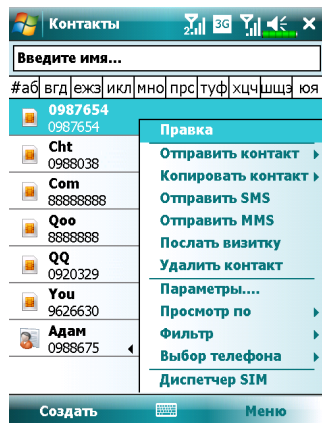 Контакты
2 3G
Введите имя...
#аб вгд ежз икл мно прс туф хцч шщэ юя
0987654
0987654
Cht
0988038
Com
88888888
Qoo
8888888
QQ
0920329
You
9626630
Адам
0988675
Правка
Отправить контакт
Копировать контакт
Отправить SMS
Отправить MMS
Послать визитку
Удалить контакт
Параметры....
Просмотр по
Фильтр
Выбор телефона
Диспетчер SIM
Создать Меню